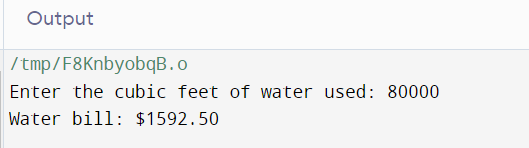 Output
/tmp/F8KnbyobqB.o
Enter the cubic feet of water used: 80000
Water bill: $1592.50